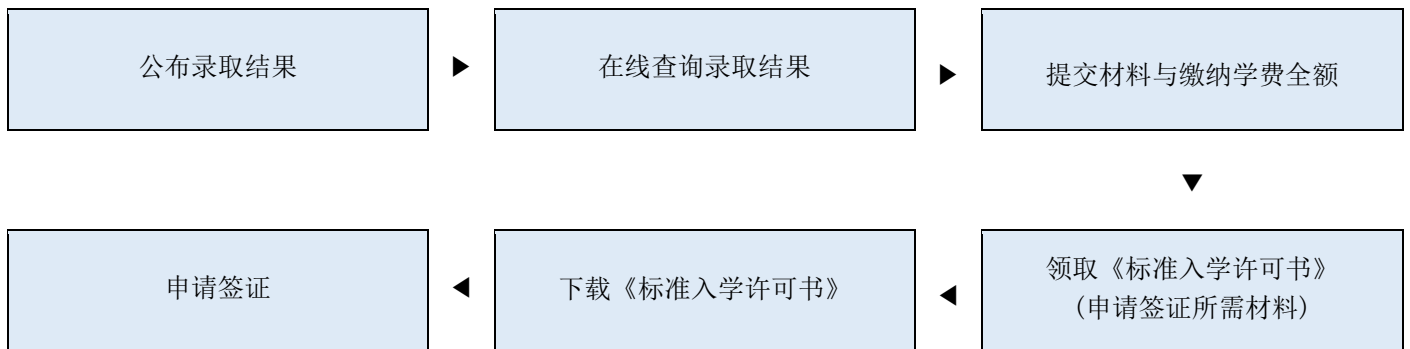 公布录取结果
在线查询录取结果
提交材料与缴纳学费全额
领取《标准入学许可书》
(申请签证所需材料)
下载《标准入学许可书》
申请签证